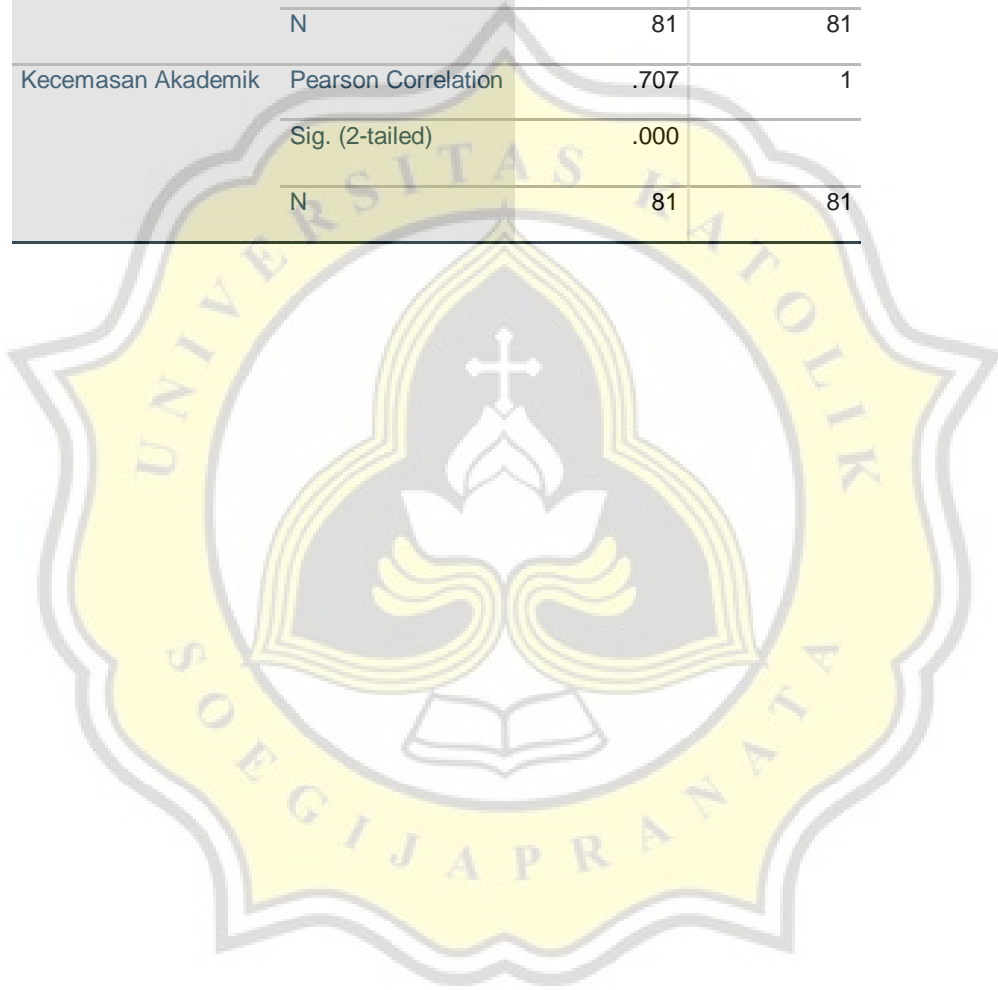 N 81 81
Kecemasan Akademik Pearson Correlation .707 1
Sig. (2-tailed) .000
N 81 81
UNIVERSITAS KATOLIK
SOEGIJAPRANATA